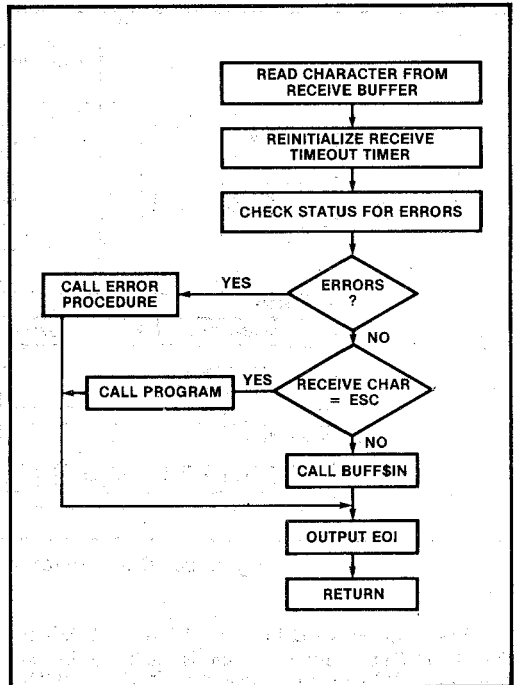 READ CHARACTER FROM
RECEIVE BUFFER
REINITIALIZE RECEIVE
TIMEOUT TIMER
CHECK STATUS FOR ERRORS
ERRORS
?
YES
CALL ERROR
PROCEDURE
NO
RECEIVE CHAR
= ESC
YES
CALL PROGRAM
NO
CALL BUFF$IN
OUTPUT EOI
RETURN